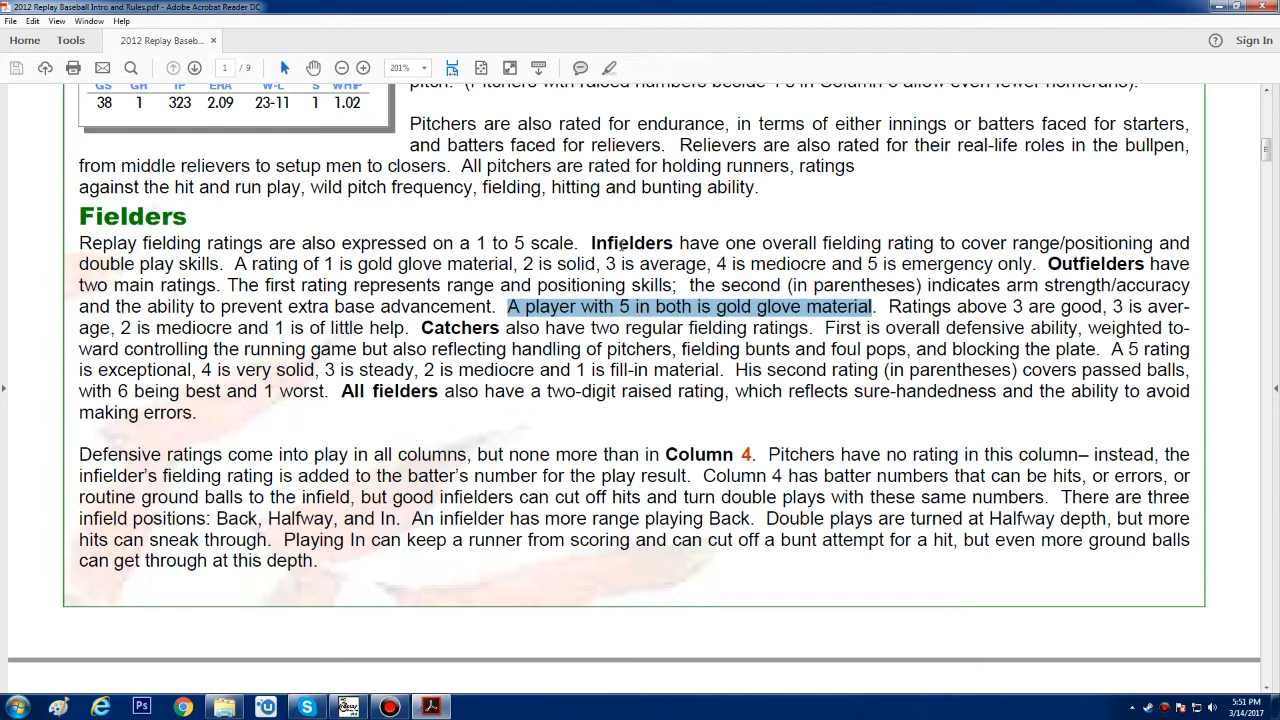 2012 Replay Baseball Intro and Rules.pdf - Adobe Acrobat Reader DC
File Edit View Window Help
Home Tools 2012 Replay Baseb... × Sign In
1 / 9 201%
GS GR IP ERA W-L S WHIP
38 1 323 2.09 23-11 1 1.02
Pitchers are also rated for endurance, in terms of either innings or batters faced for starters,
and batters faced for relievers. Relievers are also rated for their real-life roles in the bullpen,
from middle relievers to setup men to closers. All pitchers are rated for holding runners, ratings
against the hit and run play, wild pitch frequency, fielding, hitting and bunting ability.
Fielders
Replay fielding ratings are also expressed on a 1 to 5 scale. Infielders have one overall fielding rating to cover range/positioning and
double play skills. A rating of 1 is gold glove material, 2 is solid, 3 is average, 4 is mediocre and 5 is emergency only. Outfielders have
two main ratings. The first rating represents range and positioning skills; the second (in parentheses) indicates arm strength/accuracy
and the ability to prevent extra base advancement. A player with 5 in both is gold glove material. Ratings above 3 are good, 3 is aver-
age, 2 is mediocre and 1 is of little help. Catchers also have two regular fielding ratings. First is overall defensive ability, weighted to-
ward controlling the running game but also reflecting handling of pitchers, fielding bunts and foul pops, and blocking the plate. A 5 rating
is exceptional, 4 is very solid, 3 is steady, 2 is mediocre and 1 is fill-in material. His second rating (in parentheses) covers passed balls,
with 6 being best and 1 worst. All fielders also have a two-digit raised rating, which reflects sure-handedness and the ability to avoid
making errors.
Defensive ratings come into play in all columns, but none more than in Column 4. Pitchers have no rating in this column– instead, the
infielder's fielding rating is added to the batter's number for the play result. Column 4 has batter numbers that can be hits, or errors, or
routine ground balls to the infield, but good infielders can cut off hits and turn double plays with these same numbers. There are three
infield positions: Back, Halfway, and In. An infielder has more range playing Back. Double plays are turned at Halfway depth, but more
hits can sneak through. Playing In can keep a runner from scoring and can cut off a bunt attempt for a hit, but even more ground balls
can get through at this depth.
5:51 PM
3/14/2017